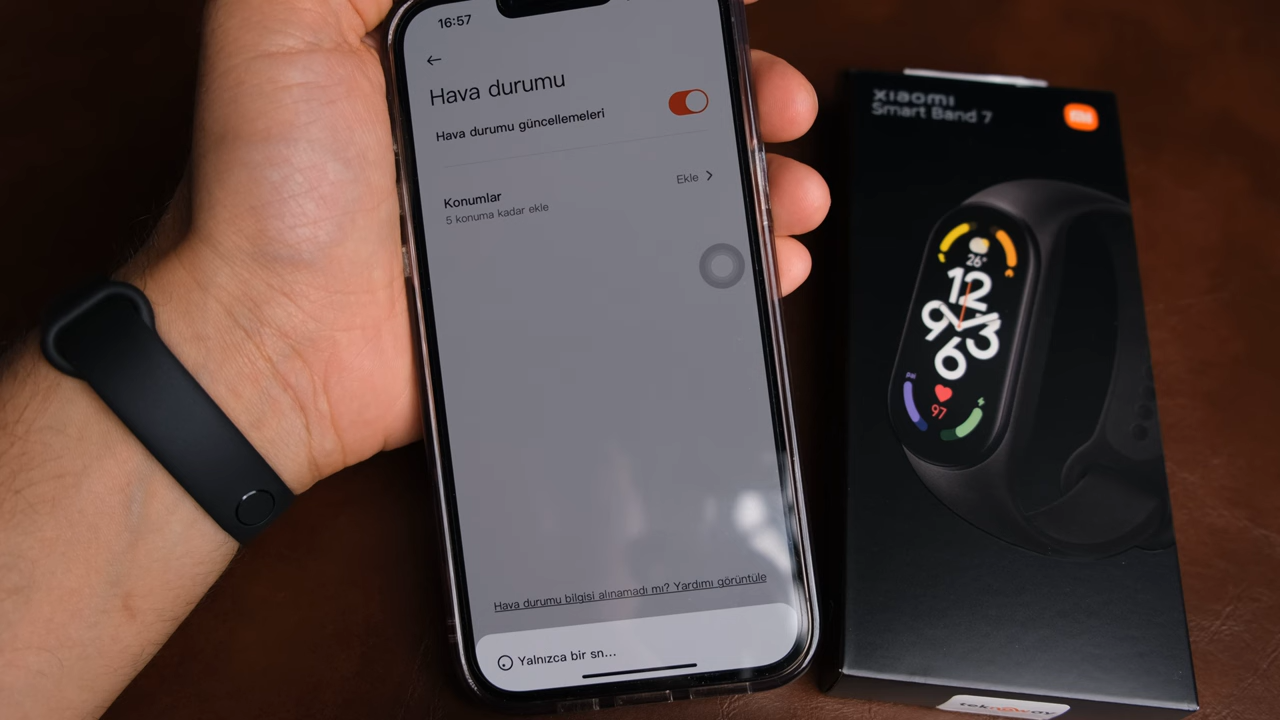 16:57
Hava durumu
Hava durumu güncellemeleri
Konumlar
Ekle
5 konuma kadar ekle
Hava durumu bilgisi alınamadı mı? Yardımı görüntüle
Yalnızca bir sn...
xiaomi
Smart Band 7
26°
12
9 3
6
97
teknoway